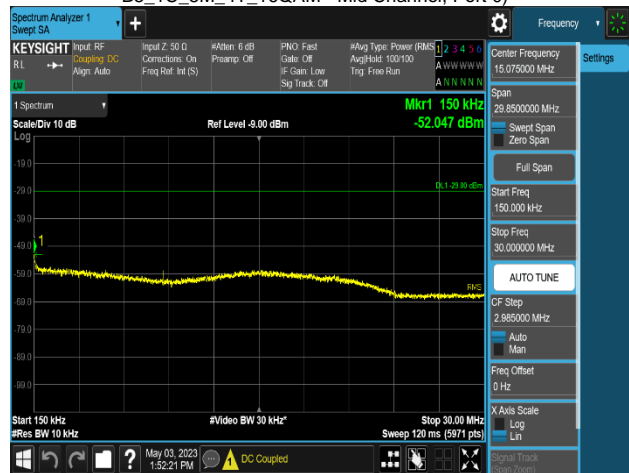 Spectrum Analyzer 1
Swept SA
+
Frequency
KEYSIGHT
Input: RF
Input Z: 50 Ω
#Atten: 6 dB
PNO: Fast
#Avg Type: Power (RMS
1 2 3 4 5 6
RL
Coupling: DC
Corrections: On
Preamp: Off
Gate: Off
Avg|Hold: 100/100
A W W W W W
Align: Auto
Freq Ref: Int (S)
IF Gain: Low
Trig: Free Run
Sig Track: Off
A N N N N N
LW
1 Spectrum
Mkr1 150 kHz
Scale/Div 10 dB
Ref Level -9.00 dBm
-52.047 dBm
Log
-19.0
-29.0
DL1 -29.00 dBm
-39.0
-49.0
1
-59.0
RMS
-69.0
-79.0
-89.0
-99.0
Start 150 kHz
#Video BW 30 kHz*
Stop 30.00 MHz
#Res BW 10 kHz
Sweep 120 ms (5971 pts)
Center Frequency
15.075000 MHz
Settings
Span
29.8500000 MHz
Swept Span
Zero Span
Full Span
Start Freq
150.000 kHz
Stop Freq
30.000000 MHz
AUTO TUNE
CF Step
2.985000 MHz
Auto
Man
Freq Offset
0 Hz
X Axis Scale
Log
Lin
Signal Track
(Span Zoom)
?
May 03, 2023
1:52:21 PM
DC Coupled